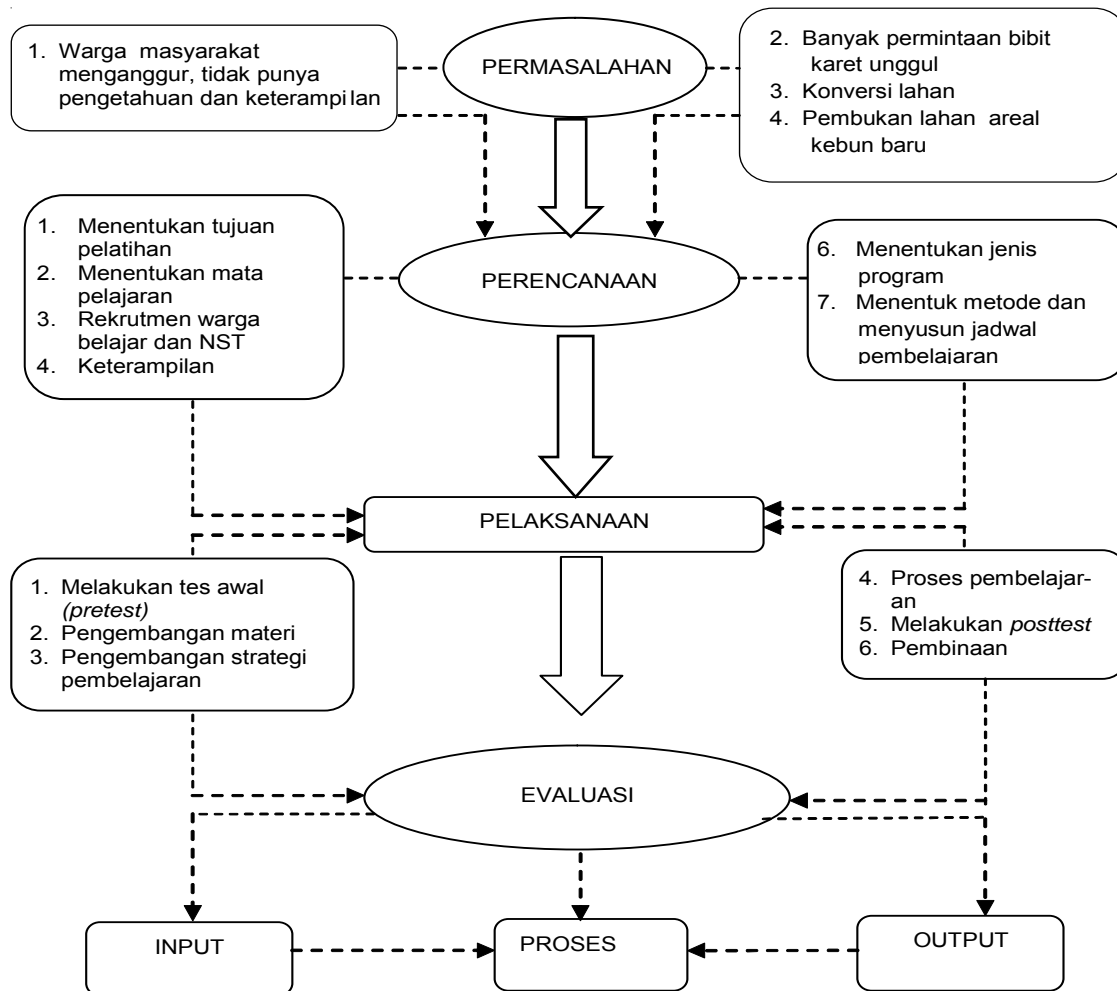 1. Warga masyarakat
menganggur, tidak punya
pengetahuan dan keterampilan
PERMASALAHAN
2. Banyak permintaan bibit
karet unggul
3. Konversi lahan
4. Pembukan lahan areal
kebun baru
1. Menentukan tujuan
pelatihan
2. Menentukan mata
pelajaran
3. Rekrutmen warga
belajar dan NST
4. Keterampilan
PERENCANAAN
6. Menentukan jenis
program
7. Menentuk metode dan
menyusun jadwal
pembelajaran
PELAKSANAAN
1. Melakukan tes awal
(pretest)
2. Pengembangan materi
3. Pengembangan strategi
pembelajaran
4. Proses pembelajar-
an
5. Melakukan posttest
6. Pembinaan
EVALUASI
INPUT
PROSES
OUTPUT